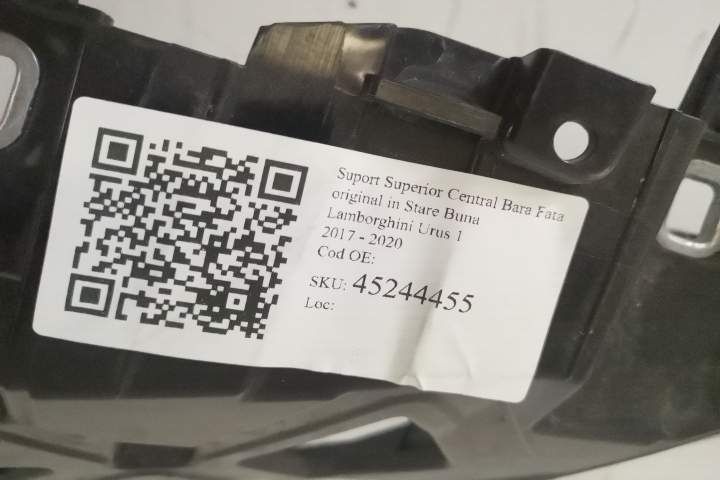 Suport Superior Central Bara Fata
original in Stare Buna
Lamborghini Urus 1
2017 - 2020
Cod OE:
SKU: 45244455
Loc: